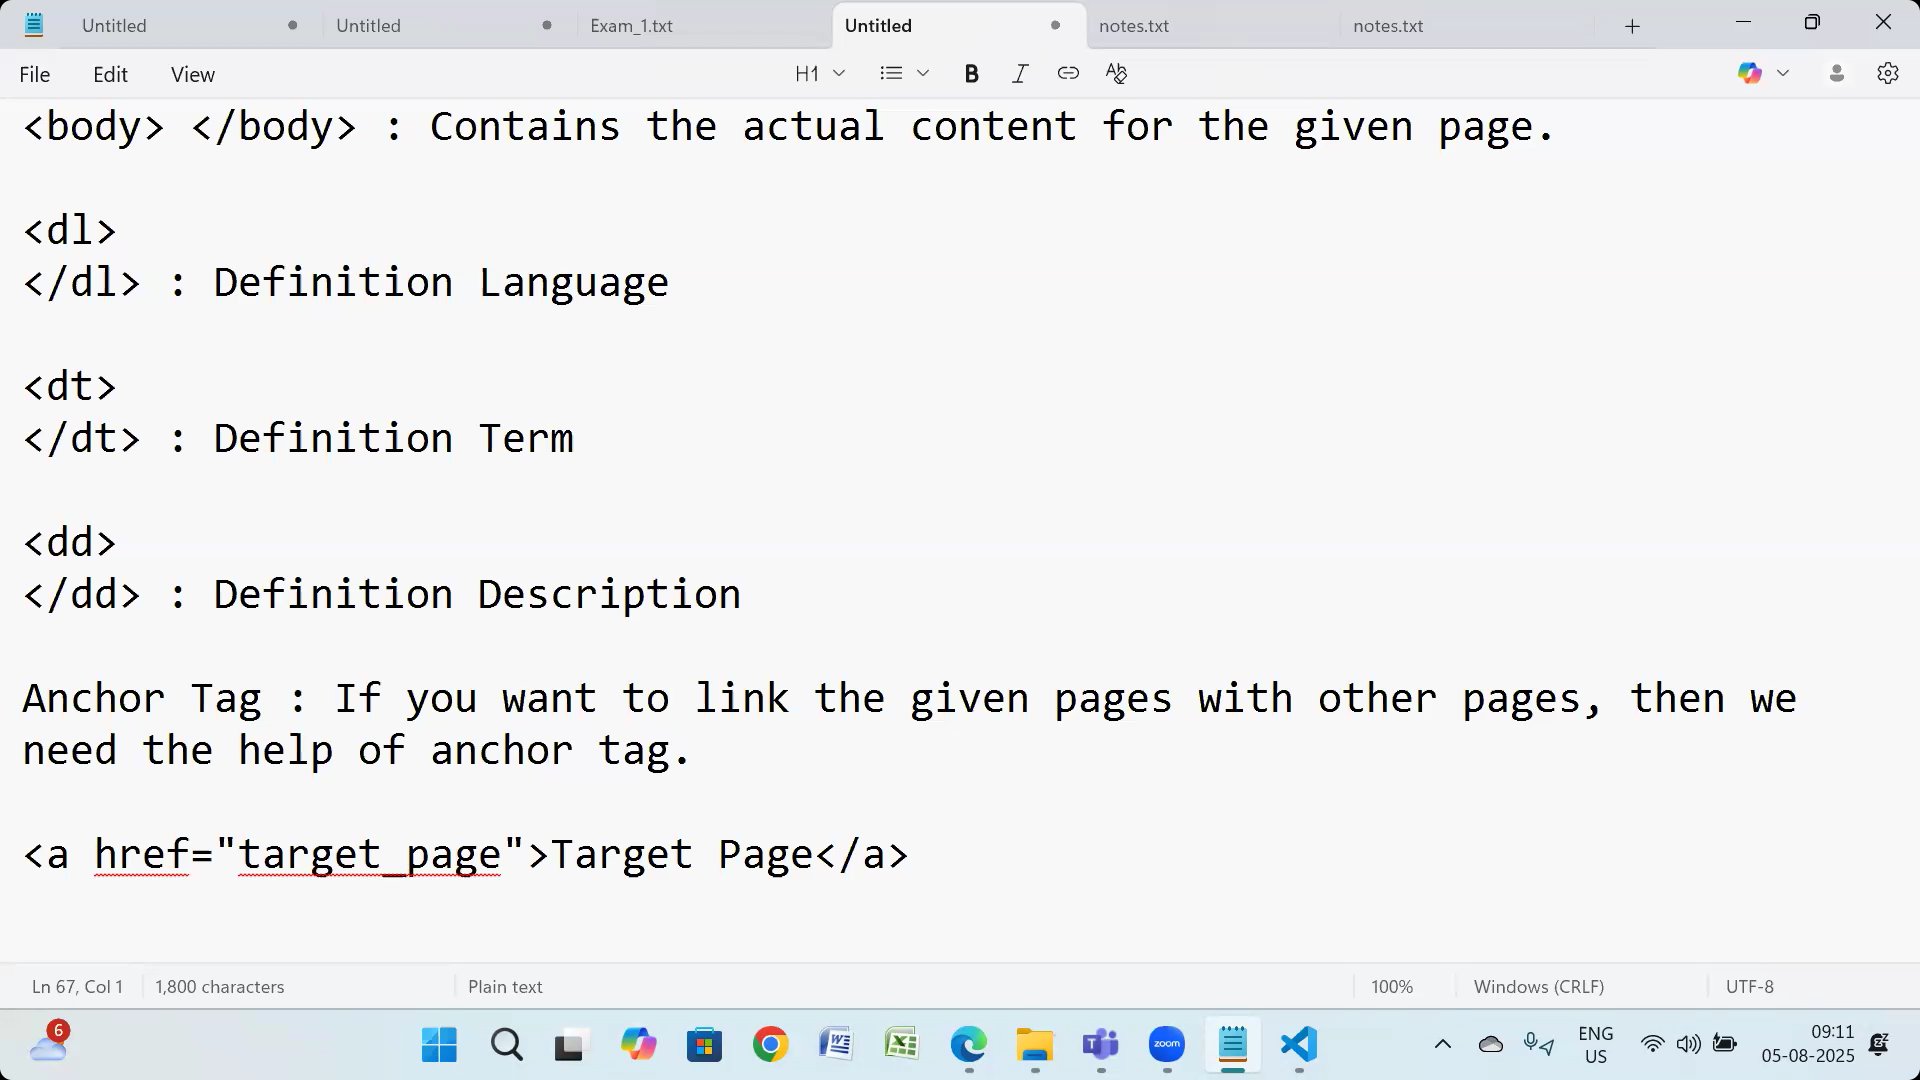 Untitled
Untitled
Exam_1.txt
Untitled
notes.txt
notes.txt
File
Edit
View
H1
<body> </body> : Contains the actual content for the given page.
<dl>
</dl> : Definition Language
<dt>
</dt> : Definition Term
<dd>
</dd> : Definition Description
Anchor Tag : If you want to link the given pages with other pages, then we
need the help of anchor tag.
<a href="target_page">Target Page</a>
Ln 67, Col 1
1,800 characters
Plain text
100%
Windows (CRLF)
UTF-8
6
zoom
ENG
US
09:11
05-08-2025